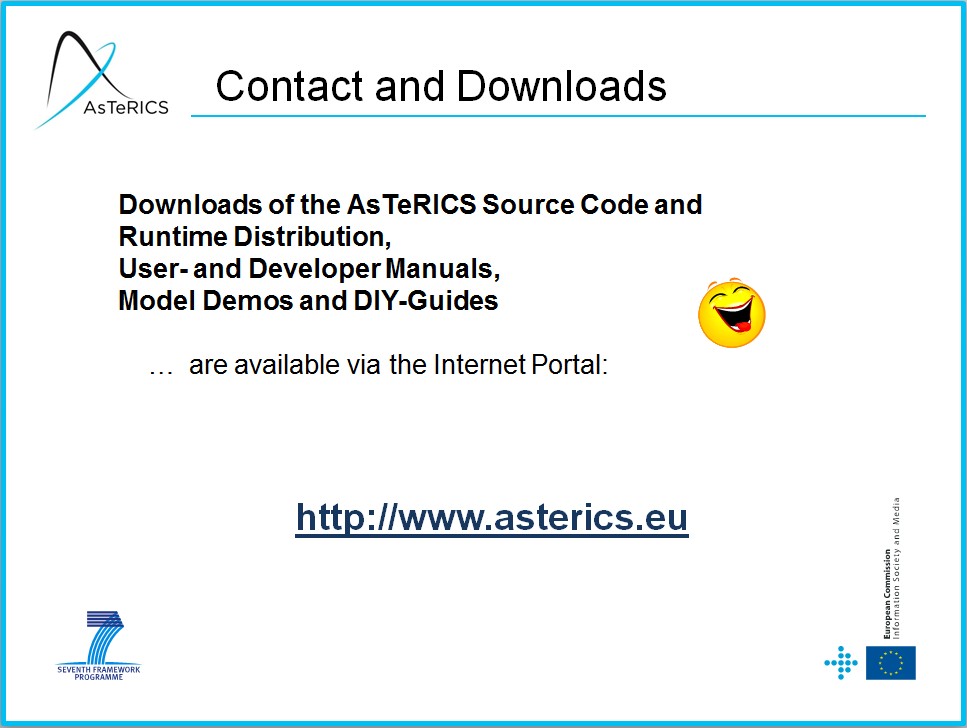 AsTeRICS
Contact and Downloads
Downloads of the AsTeRICS Source Code and
Runtime Distribution,
User- and Developer Manuals,
Model Demos and DIY-Guides
… are available via the Internet Portal:
http://www.asterics.eu
European Commission
Information Society and Media
SEVENTH FRAMEWORK
PROGRAMME